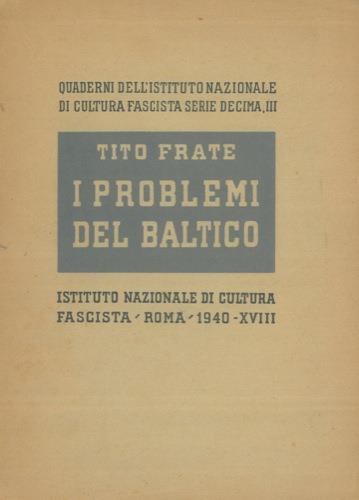 QUADERNI DELL'ISTITUTO NAZIONALE
DI CULTURA FASCISTA SERIE DECIMA, III
TITO FRATE
I PROBLEMI
DEL BALTICO
ISTITUTO NAZIONALE DI CULTURA
FASCISTA - ROMA - 1940 - XVIII